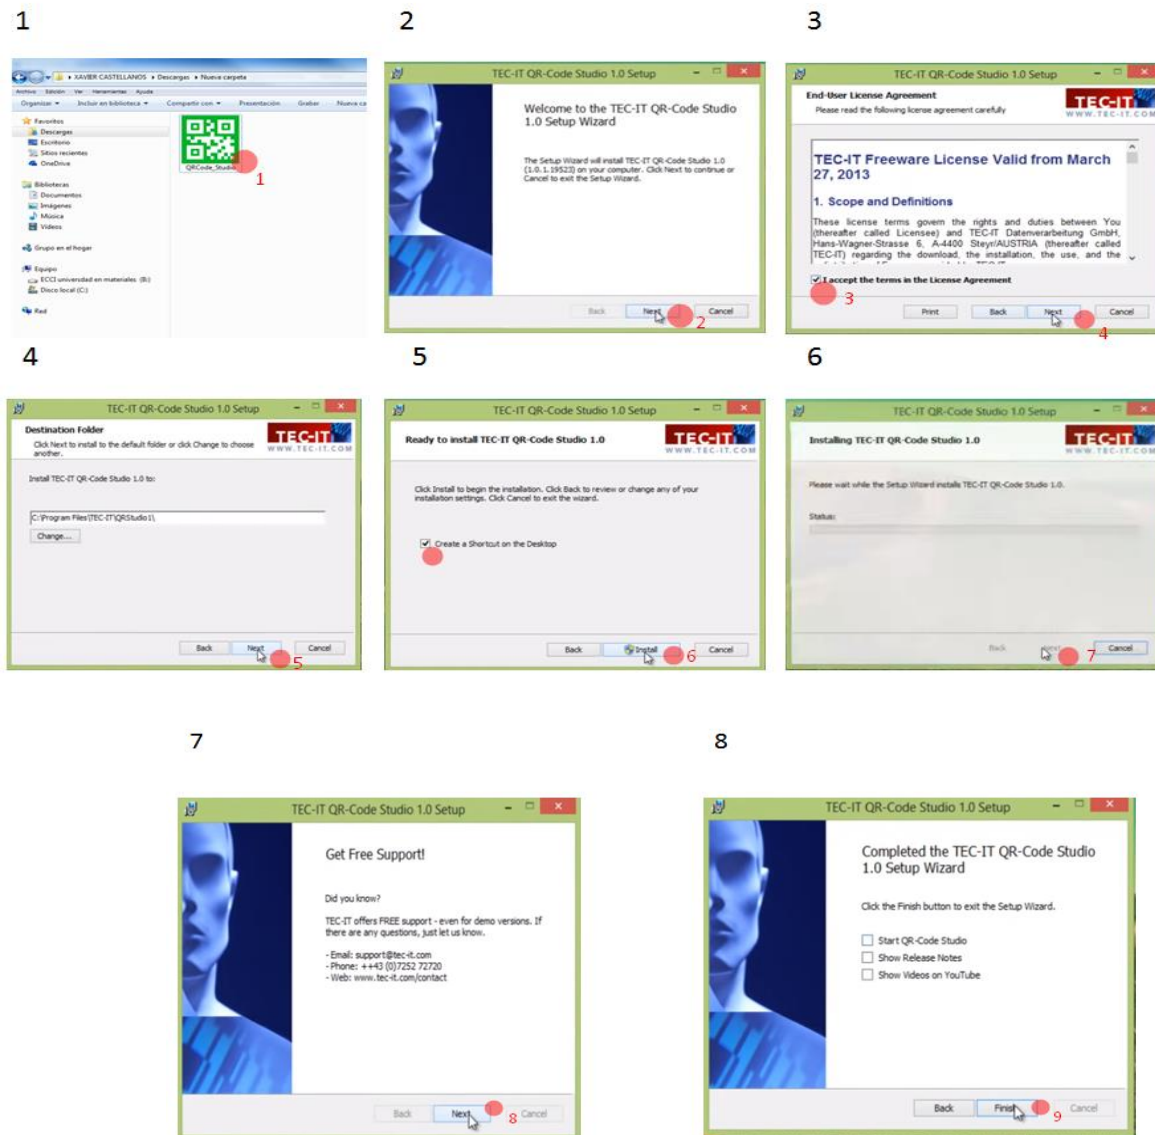 1
XAVIER CASTELLANOS ▸ Descargas ▸ Nueva carpeta
Archivo Edición Ver Herramientas Ayuda
Organizar Incluir en biblioteca Compartir con Presentación Grabar Nueva ca
Favoritos
Descargas
Escritorio
Sitios recientes
OneDrive
Bibliotecas
Documentos
Imágenes
Música
Vídeos
Grupo en el hogar
Equipo
ECCI universidad en materiales (B:)
Disco local (C:)
Red
QRCode_Studio
1
2
TEC-IT QR-Code Studio 1.0 Setup
Welcome to the TEC-IT QR-Code Studio
1.0 Setup Wizard
The Setup Wizard will install TEC-IT QR-Code Studio 1.0
(1.0.1.19523) on your computer. Click Next to continue or
Cancel to exit the Setup Wizard.
Back Next Cancel
2
3
TEC-IT QR-Code Studio 1.0 Setup
End-User License Agreement
Please read the following license agreement carefully
TEC-IT
WWW.TEC-IT.COM
TEC-IT Freeware License Valid from March
27, 2013
1. Scope and Definitions
These license terms govern the rights and duties between You
(thereafter called Licensee) and TEC-IT Datenverarbeitung GmbH,
Hans-Wagner-Strasse 6, A-4400 Steyr/AUSTRIA (thereafter called
TEC-IT) regarding the download, the installation, the use, and the
I accept the terms in the License Agreement
3
Print Back Next Cancel
4
4
TEC-IT QR-Code Studio 1.0 Setup
Destination Folder
Click Next to install to the default folder or click Change to choose
another.
TEC-IT
WWW.TEC-IT.COM
Install TEC-IT QR-Code Studio 1.0 to:
C:\Program Files\TEC-IT\QRStudio1\
Change...
Back Next Cancel
5
5
TEC-IT QR-Code Studio 1.0 Setup
Ready to install TEC-IT QR-Code Studio 1.0
TEC-IT
WWW.TEC-IT.COM
Click Install to begin the installation. Click Back to review or change any of your
installation settings. Click Cancel to exit the wizard.
Create a Shortcut on the Desktop
Back Install Cancel
6
6
TEC-IT QR-Code Studio 1.0 Setup
Installing TEC-IT QR-Code Studio 1.0
TEC-IT
WWW.TEC-IT.COM
Please wait while the Setup Wizard installs TEC-IT QR-Code Studio 1.0.
Status:
Back Next Cancel
7
7
TEC-IT QR-Code Studio 1.0 Setup
Get Free Support!
Did you know?
TEC-IT offers FREE support - even for demo versions. If
there are any questions, just let us know.
- Email: support@tec-it.com
- Phone: ++43 (0)7252 72720
- Web: www.tec-it.com/contact
Back Next Cancel
8
8
TEC-IT QR-Code Studio 1.0 Setup
Completed the TEC-IT QR-Code Studio
1.0 Setup Wizard
Click the Finish button to exit the Setup Wizard.
Start QR-Code Studio
Show Release Notes
Show Videos on YouTube
Back Finish Cancel
9